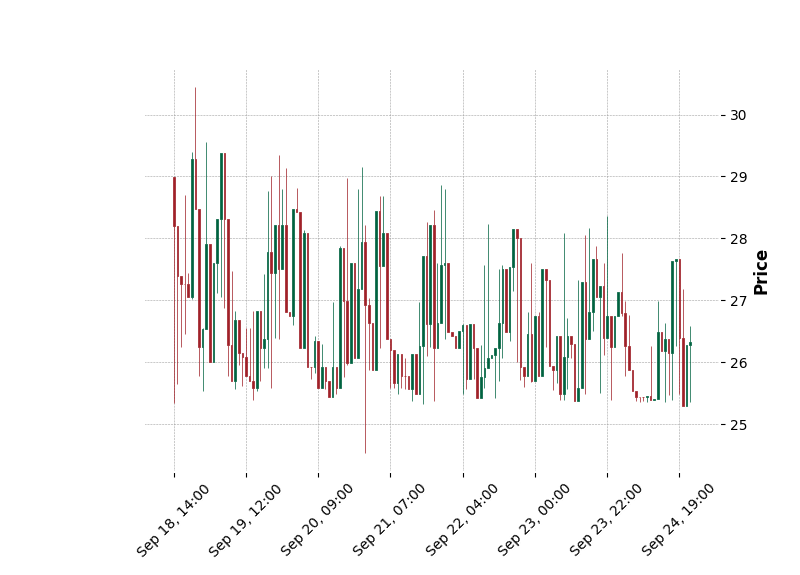 30
29
28
27
26
25
Price
Sep 18, 14:00
Sep 19, 12:00
Sep 20, 09:00
Sep 21, 07:00
Sep 22, 04:00
Sep 23, 00:00
Sep 23, 22:00
Sep 24, 19:00